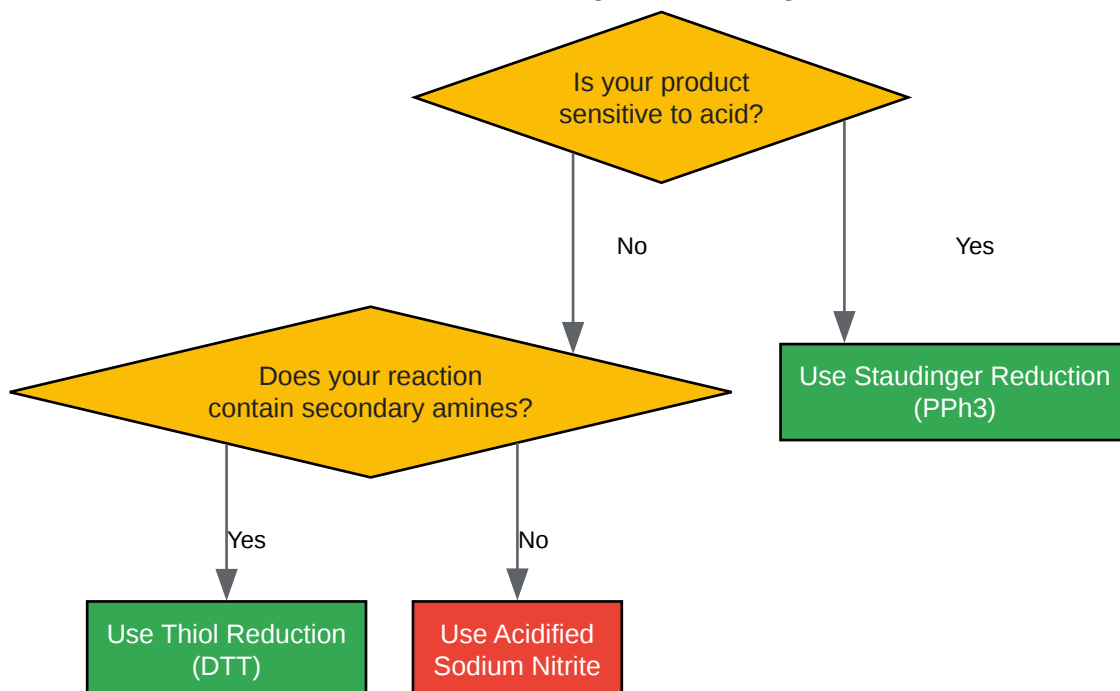 Is your product
sensitive to acid?
No
Yes
Does your reaction
contain secondary amines?
Use Staudinger Reduction
(PPh3)
Yes
No
Use Thiol Reduction
(DTT)
Use Acidified
Sodium Nitrite